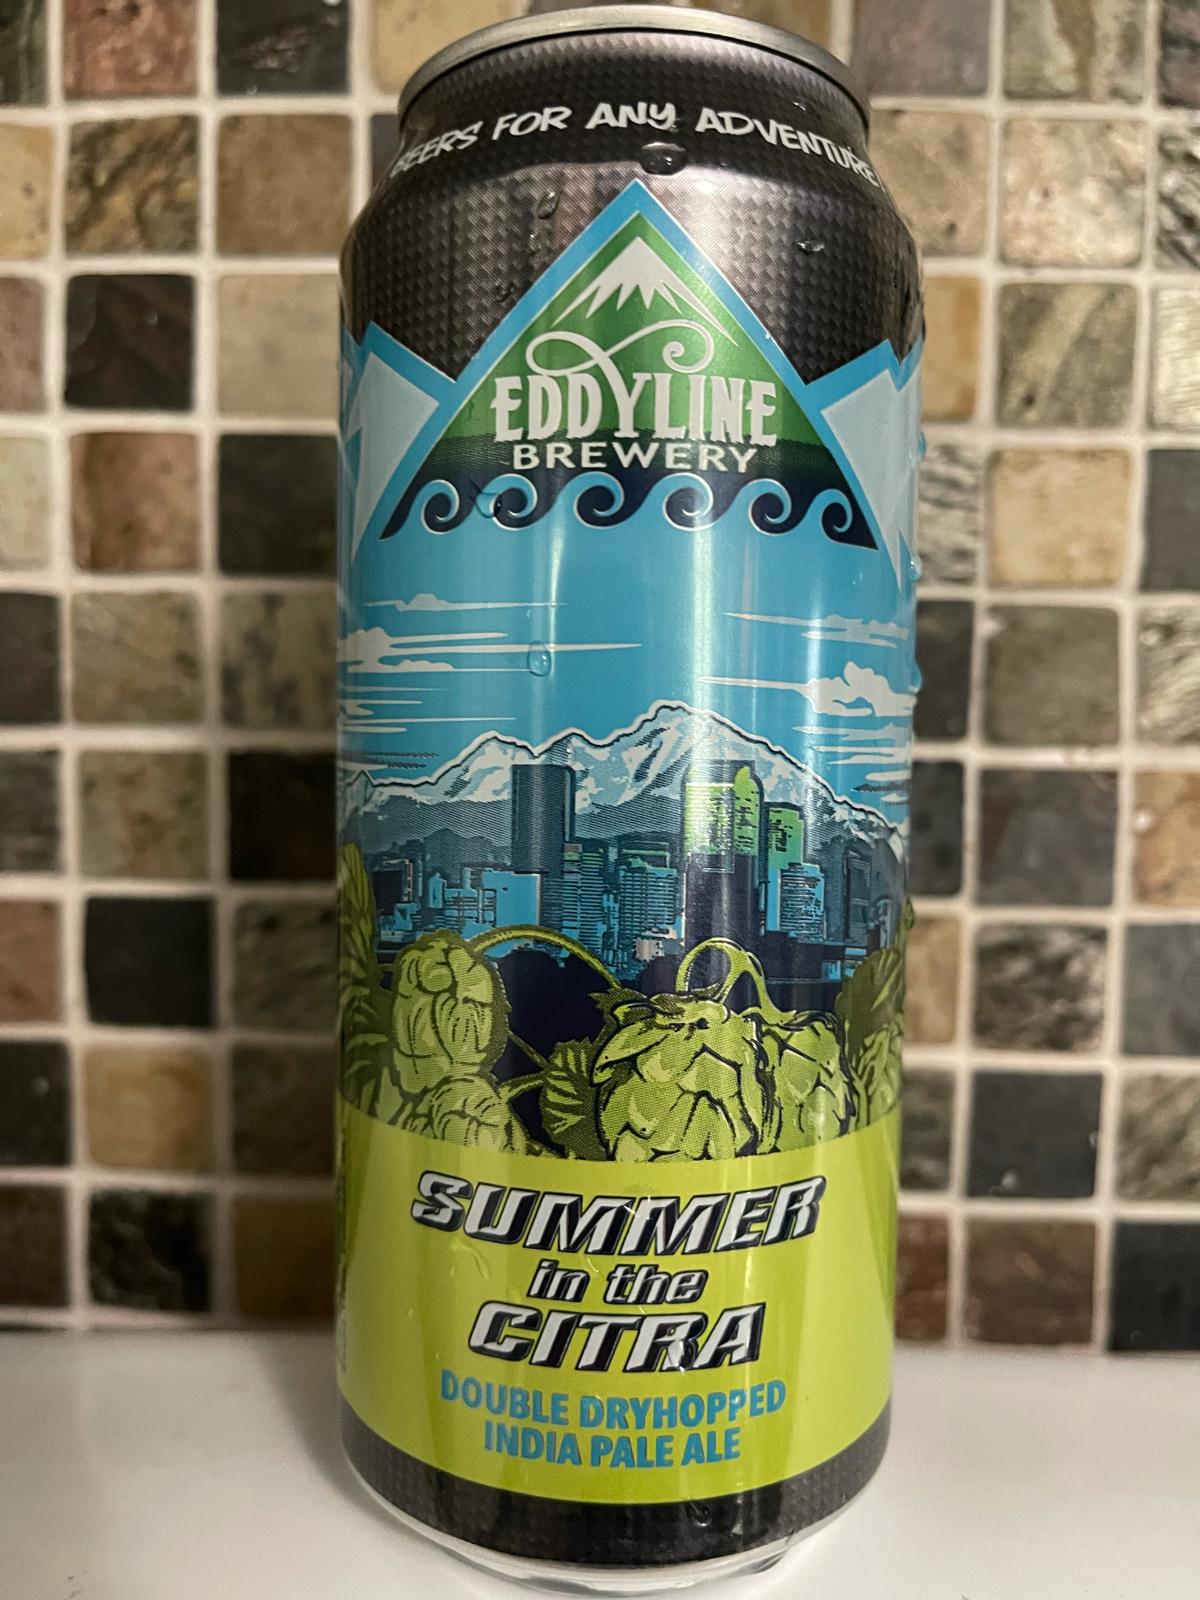 BEERS FOR ANY ADVENTURE
EDDYLINE
BREWERY
SUMMER
in the
CITRA
DOUBLE DRYHOPPED
INDIA PALE ALE